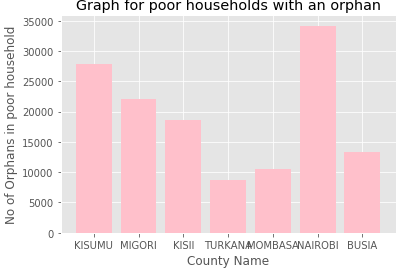 Graph for poor households with an orphan
No of Orphans in poor household
35000
30000
25000
20000
15000
10000
5000
0
KISUMU MIGORI KISII TURKANA MOMBASA NAIROBI BUSIA
County Name